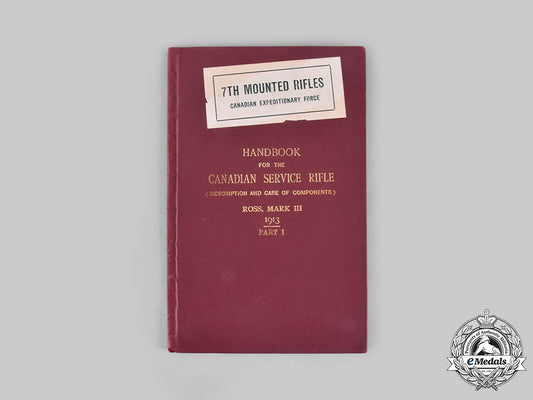 7TH MOUNTED RIFLES
CANADIAN EXPEDITIONARY FORCE
HANDBOOK
FOR THE
CANADIAN SERVICE RIFLE
(DESCRIPTION AND CARE OF COMPONENTS)
ROSS, MARK III
1913
PART I
eMedals